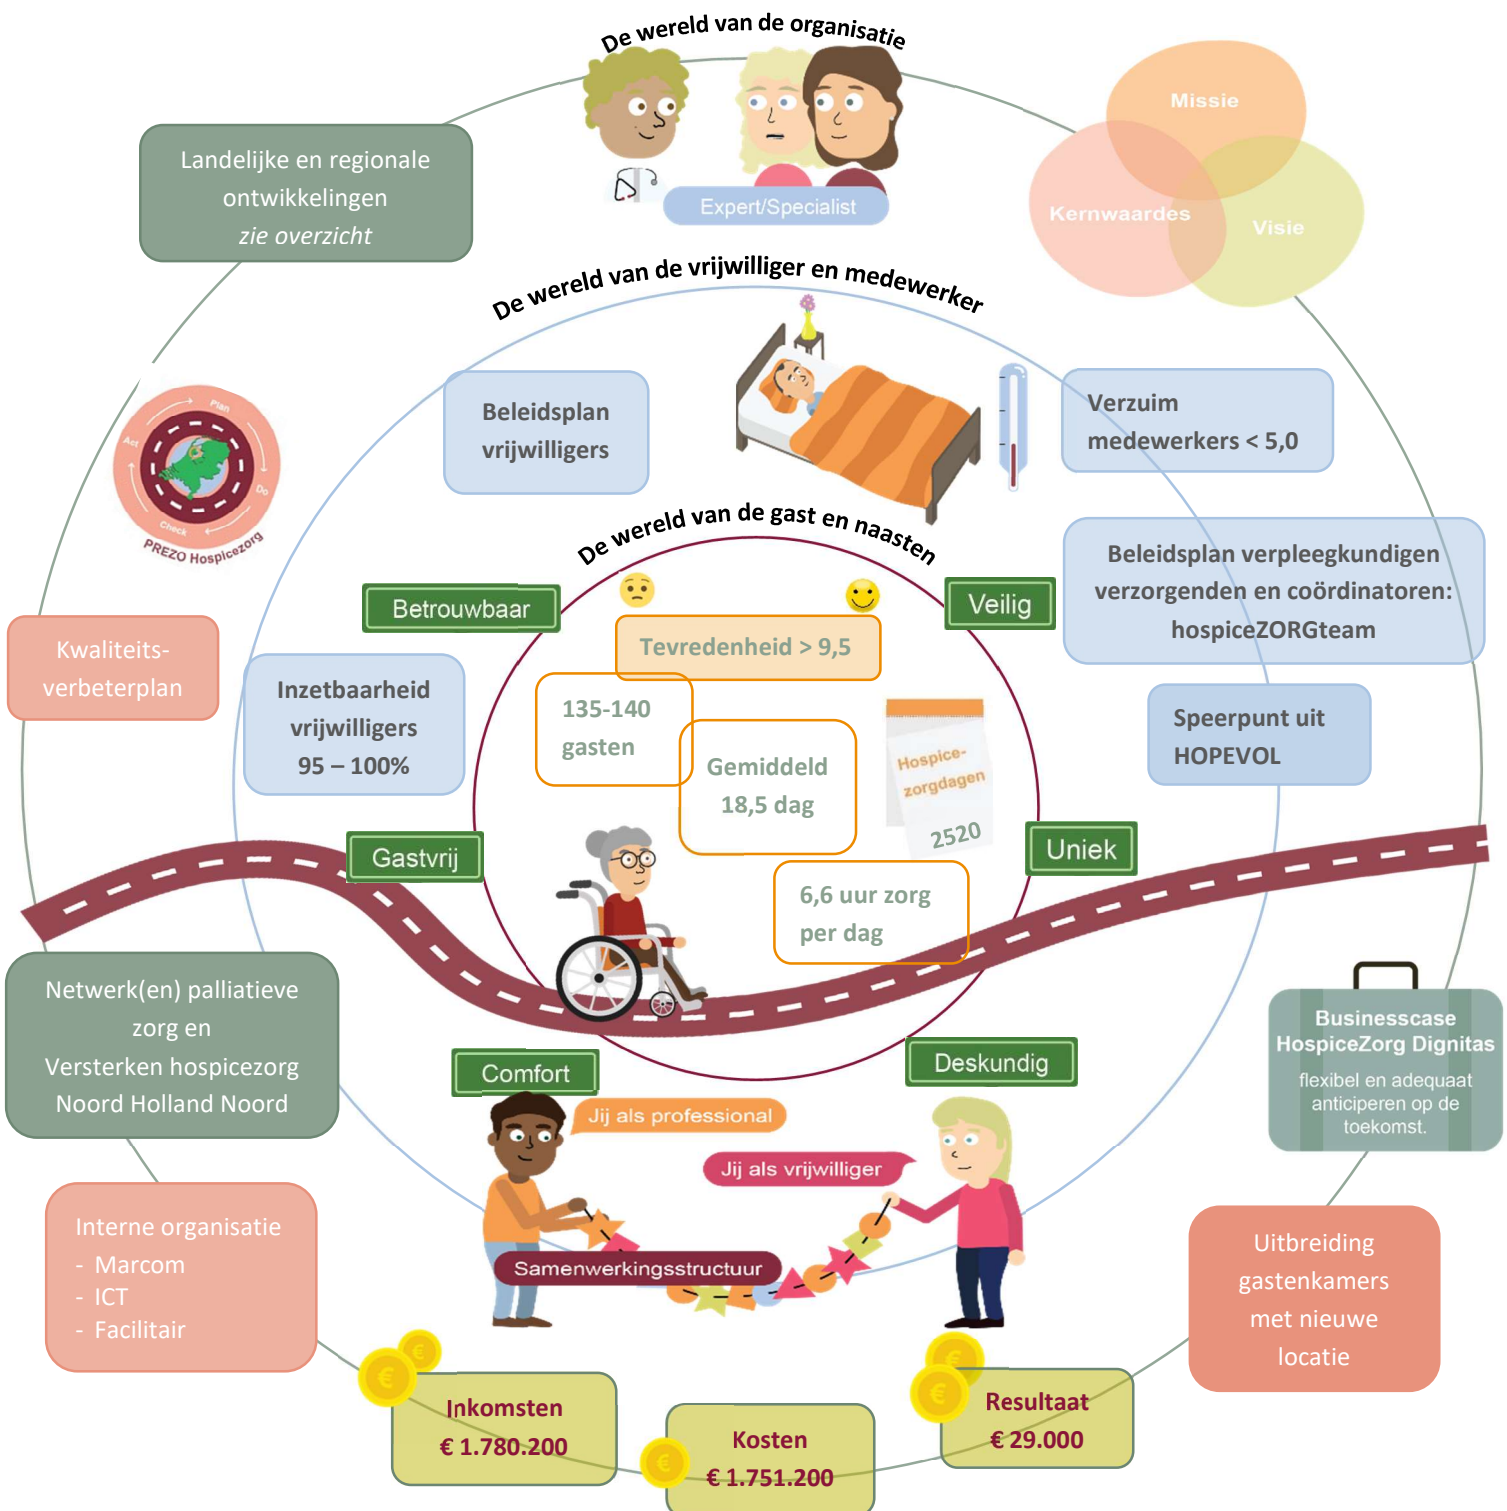 De wereld van de organisatie
Missie
Kernwaardes
Visie
Landelijke en regionale
ontwikkelingen
zie overzicht
Expert/Specialist
De wereld van de vrijwilliger en medewerker
Beleidsplan
vrijwilligers
Verzuim
medewerkers < 5,0
Plan
Do
Check
Act
PREZO Hospicezorg
De wereld van de gast en naasten
Beleidsplan verpleegkundigen
verzorgenden en coördinatoren:
hospiceZORGteam
Betrouwbaar
Veilig
Kwaliteits-
verbeterplan
Tevredenheid > 9,5
Inzetbaarheid
vrijwilligers
95 – 100%
135-140
gasten
Gemiddeld
18,5 dag
Hospice-
zorgdagen
2520
Speerpunt uit
HOPEVOL
Gastvrij
Uniek
6,6 uur zorg
per dag
Netwerk(en) palliatieve
zorg en
Versterken hospicezorg
Noord Holland Noord
Businesscase
HospiceZorg Dignitas
flexibel en adequaat
anticiperen op de
toekomst.
Comfort
Deskundig
Jij als professional
Jij als vrijwilliger
Samenwerkingsstructuur
Interne organisatie
- Marcom
- ICT
- Facilitair
Uitbreiding
gastenkamers
met nieuwe
locatie
€
€
Inkomsten
€ 1.780.200
€
Kosten
€ 1.751.200
€
€
Resultaat
€ 29.000